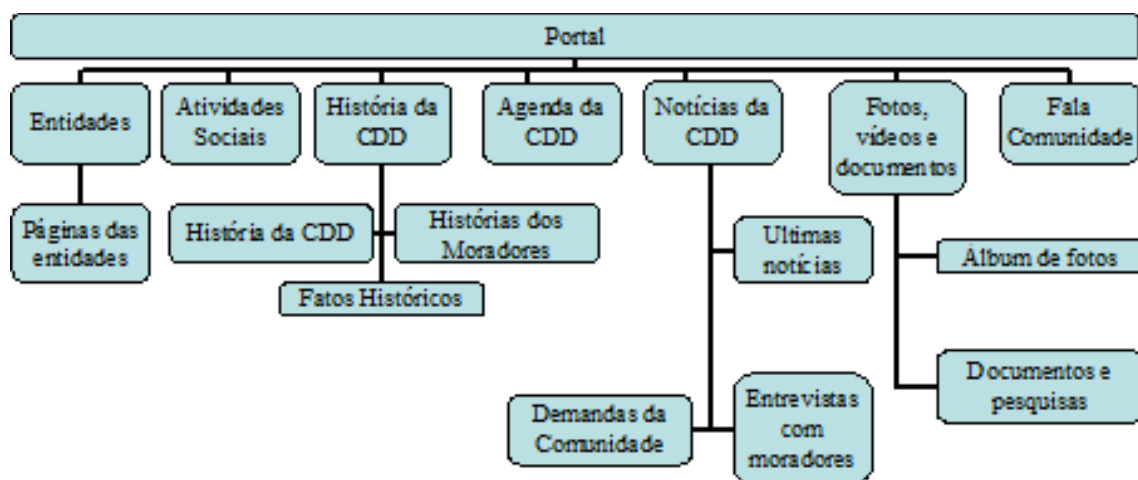 Portal
Entidades
Atividades
Sociais
História da
CDD
Agenda da
CDD
Notícias da
CDD
Fotos,
vídeos e
documentos
Fala
Comunidade
Páginas das
entidades
História da CDD
Histórias dos
Moradores
Fatos Históricos
Ultimas
notícias
Álbum de fotos
Demandas da
Comunidade
Entrevistas
com
moradores
Documentos e
pesquisas